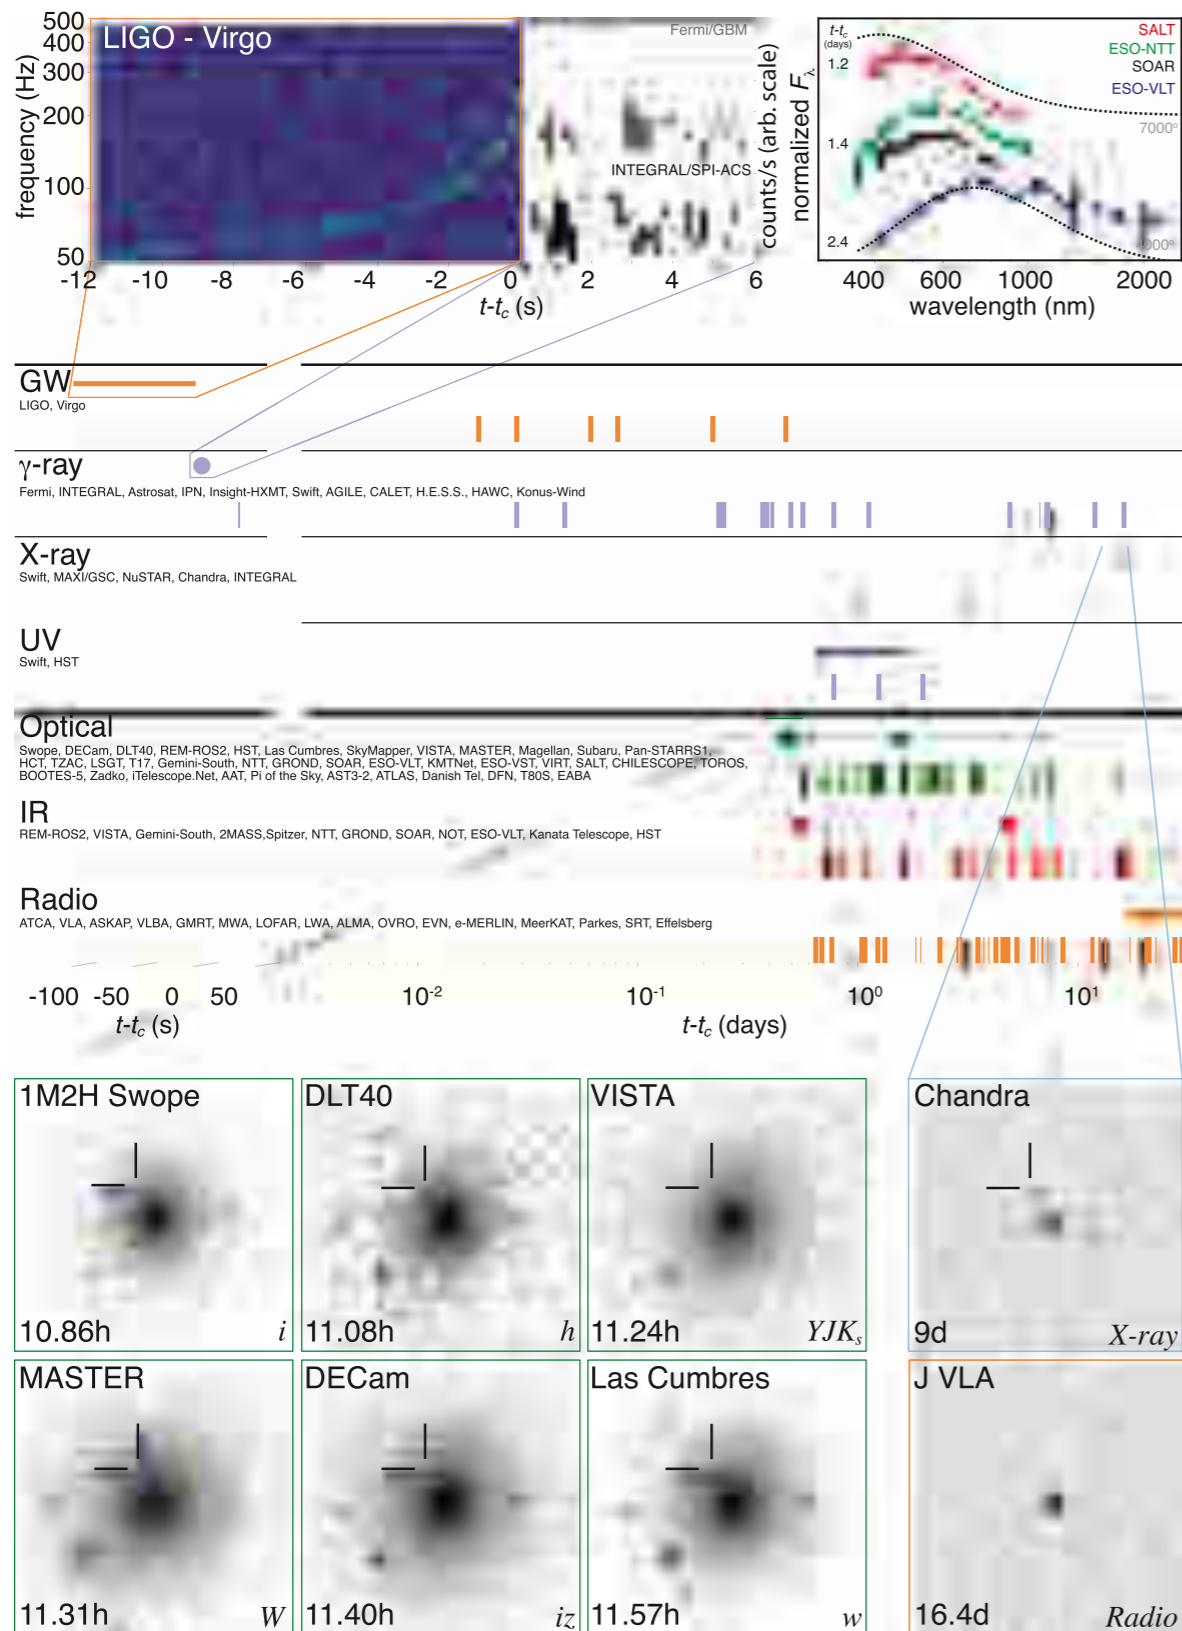 LIGO - Virgo
Fermi/GBM
INTEGRAL/SPI-ACS
500
400
300
200
100
50
frequency (Hz)
-12 -10 -8 -6 -4 -2 0 2 4 6
t-tc (s)
counts/s (arb. scale)
normalized Fλ
t-tc
(days)
1.2
1.4
2.4
SALT
ESO-NTT
SOAR
ESO-VLT
7000°
400 600 1000 2000
wavelength (nm)
GW
LIGO, Virgo
γ-ray
Fermi, INTEGRAL, Astrosat, IPN, Insight-HXMT, Swift, AGILE, CALET, H.E.S.S., HAWC, Konus-Wind
X-ray
Swift, MAXI/GSC, NuSTAR, Chandra, INTEGRAL
UV
Swift, HST
Optical
Swope, DECam, DLT40, REM-ROS2, HST, Las Cumbres, SkyMapper, VISTA, MASTER, Magellan, Subaru, Pan-STARRS1,
HCT, TZAC, LSGT, T17, Gemini-South, NTT, GROND, SOAR, ESO-VLT, KMTNet, ESO-VST, VIRT, SALT, CHILESCOPE, TOROS,
BOOTES-5, Zadko, iTelescope.Net, AAT, Pi of the Sky, AST3-2, ATLAS, Danish Tel, DFN, T80S, EABA
IR
REM-ROS2, VISTA, Gemini-South, 2MASS,Spitzer, NTT, GROND, SOAR, NOT, ESO-VLT, Kanata Telescope, HST
Radio
ATCA, VLA, ASKAP, VLBA, GMRT, MWA, LOFAR, LWA, ALMA, OVRO, EVN, e-MERLIN, MeerKAT, Parkes, SRT, Effelsberg
-100 -50 0 50 10-2 10-1 100 101
t-tc (s) t-tc (days)
1M2H Swope
10.86h i
DLT40
11.08h h
VISTA
11.24h YJKs
Chandra
9d X-ray
MASTER
11.31h W
DECam
11.40h iz
Las Cumbres
11.57h w
J VLA
16.4d Radio